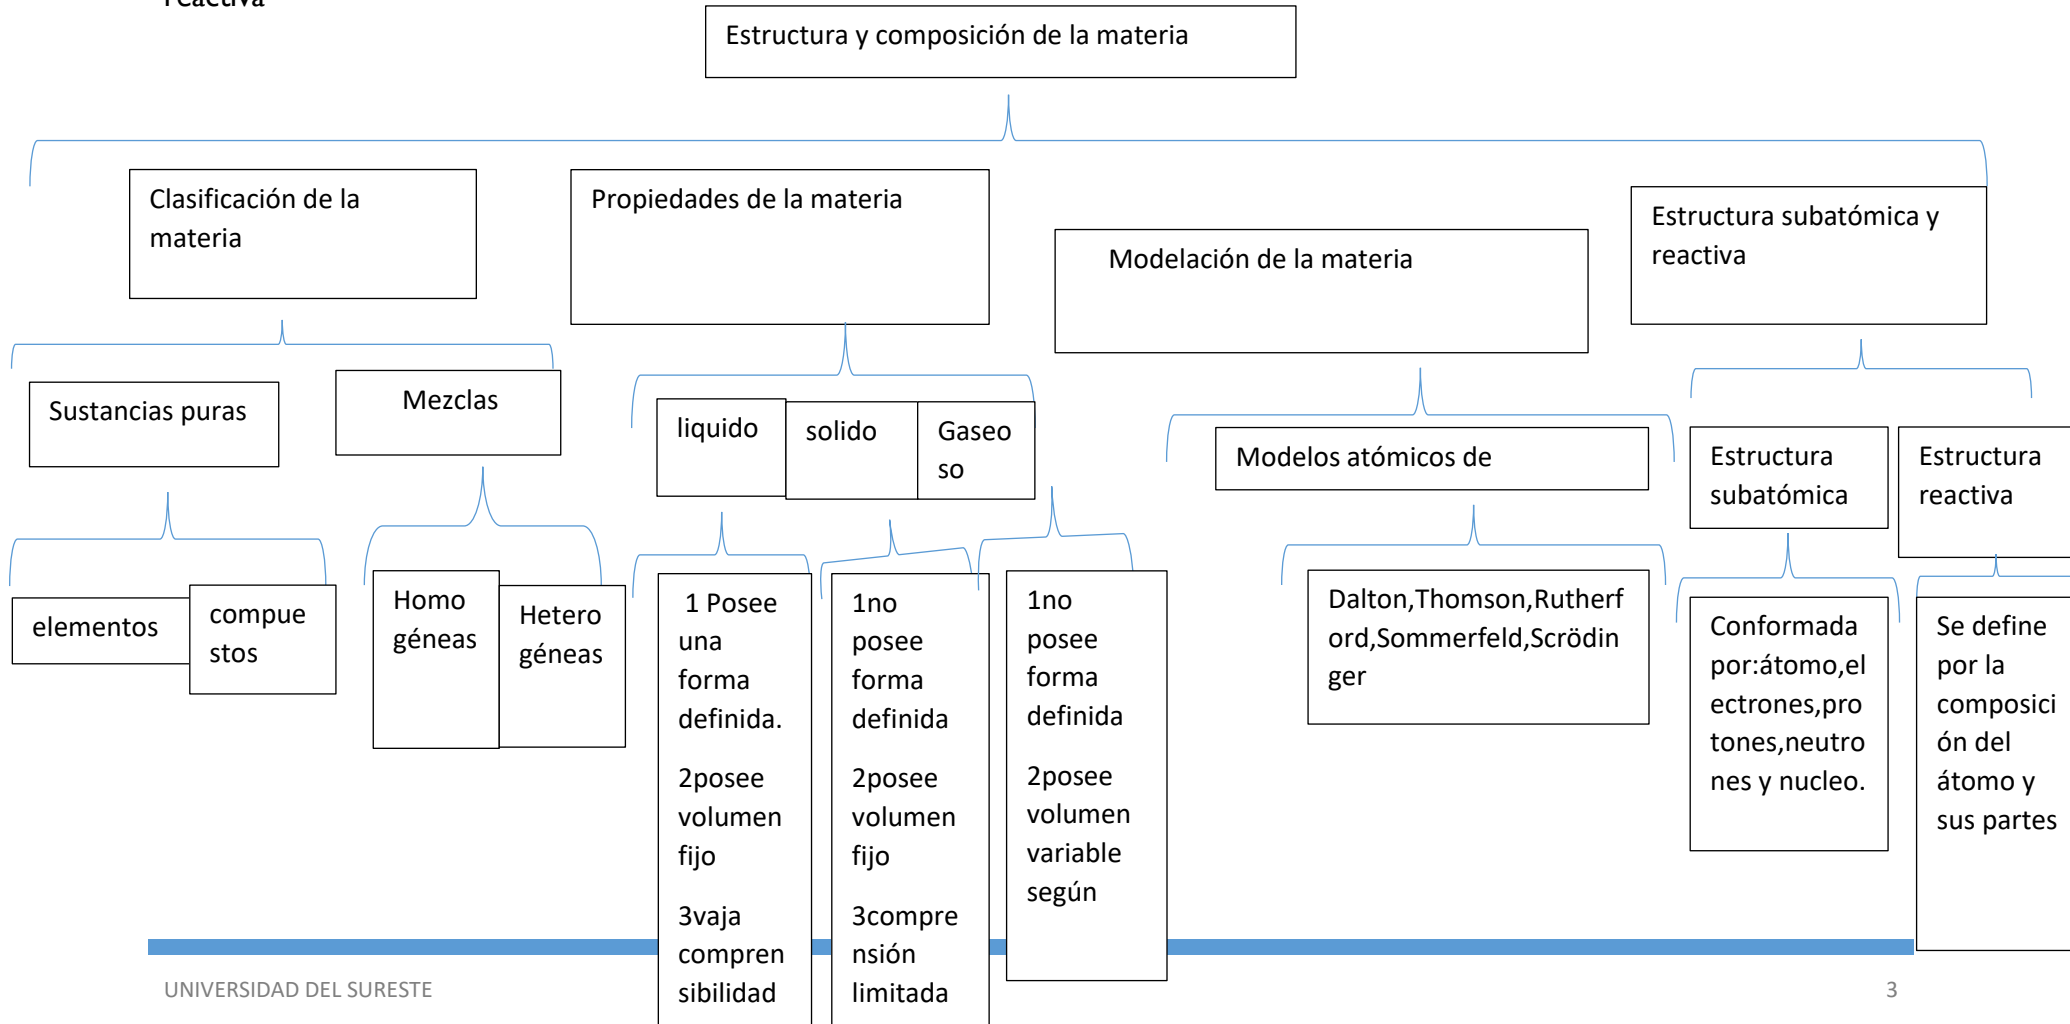 reactiva
Estructura y composición de la materia
Clasificación de la
materia
Propiedades de la materia
Modelación de la materia
Estructura subatómica y
reactiva
Sustancias puras
Mezclas
liquido
solido
Gaseo
so
Modelos atómicos de
Estructura
subatómica
Estructura
reactiva
elementos
compue
stos
Homo
géneas
Hetero
géneas
1 Posee
una
forma
definida.
2posee
volumen
fijo
3vaja
compren
sibilidad
1no
posee
forma
definida
2posee
volumen
fijo
3compre
nsión
limitada
1no
posee
forma
definida
2posee
volumen
variable
según
Dalton,Thomson,Rutherf
ord,Sommerfeld,Scrödin
ger
Conformada
por:átomo,el
ectrones,pro
tones,neutro
nes y nucleo.
Se define
por la
composici
ón del
átomo y
sus partes
UNIVERSIDAD DEL SURESTE
3